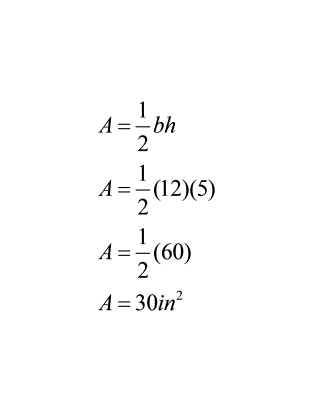 A = 1/2 bh
A = 1/2 (12)(5)
A = 1/2 (60)
A = 30in²